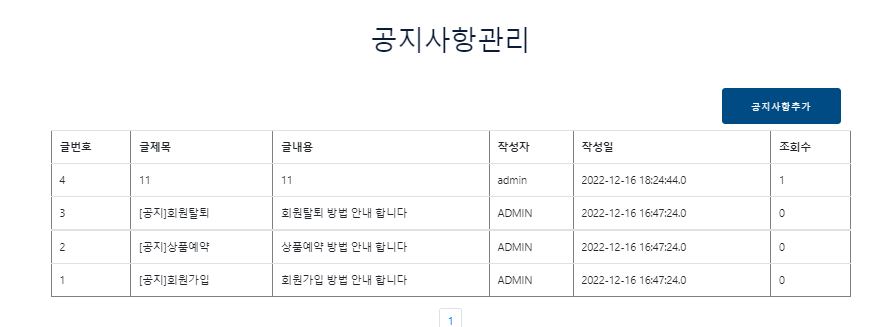 공지사항관리
공지사항추가
글번호 글제목 글내용 작성자 작성일 조회수
4 11 11 admin 2022-12-16 18:24:44.0 1
3 [공지]회원탈퇴 회원탈퇴 방법 안내 합니다 ADMIN 2022-12-16 16:47:24.0 0
2 [공지]상품예약 상품예약 방법 안내 합니다 ADMIN 2022-12-16 16:47:24.0 0
1 [공지]회원가입 회원가입 방법 안내 합니다 ADMIN 2022-12-16 16:47:24.0 0
1